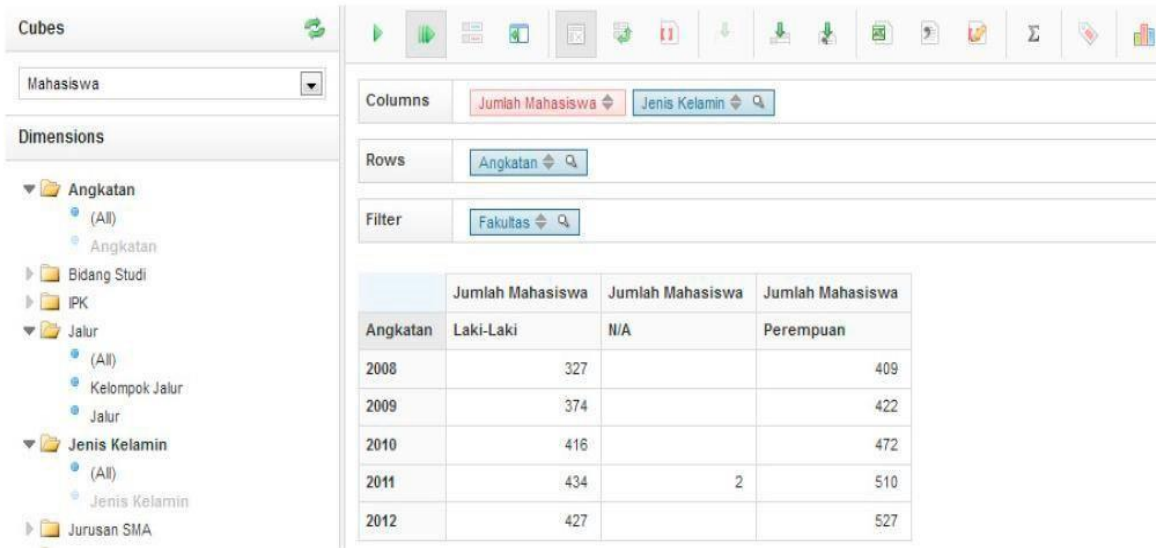 Cubes
Mahasiswa
Dimensions
Angkatan
(All)
Angkatan
Bidang Studi
IPK
Jalur
(All)
Kelompok Jalur
Jalur
Jenis Kelamin
(All)
Jenis Kelamin
Jurusan SMA
Columns Jumlah Mahasiswa Jenis Kelamin
Rows Angkatan
Filter Fakultas
Jumlah Mahasiswa Jumlah Mahasiswa Jumlah Mahasiswa
Angkatan Laki-Laki N/A Perempuan
2008 327 409
2009 374 422
2010 416 472
2011 434 2 510
2012 427 527